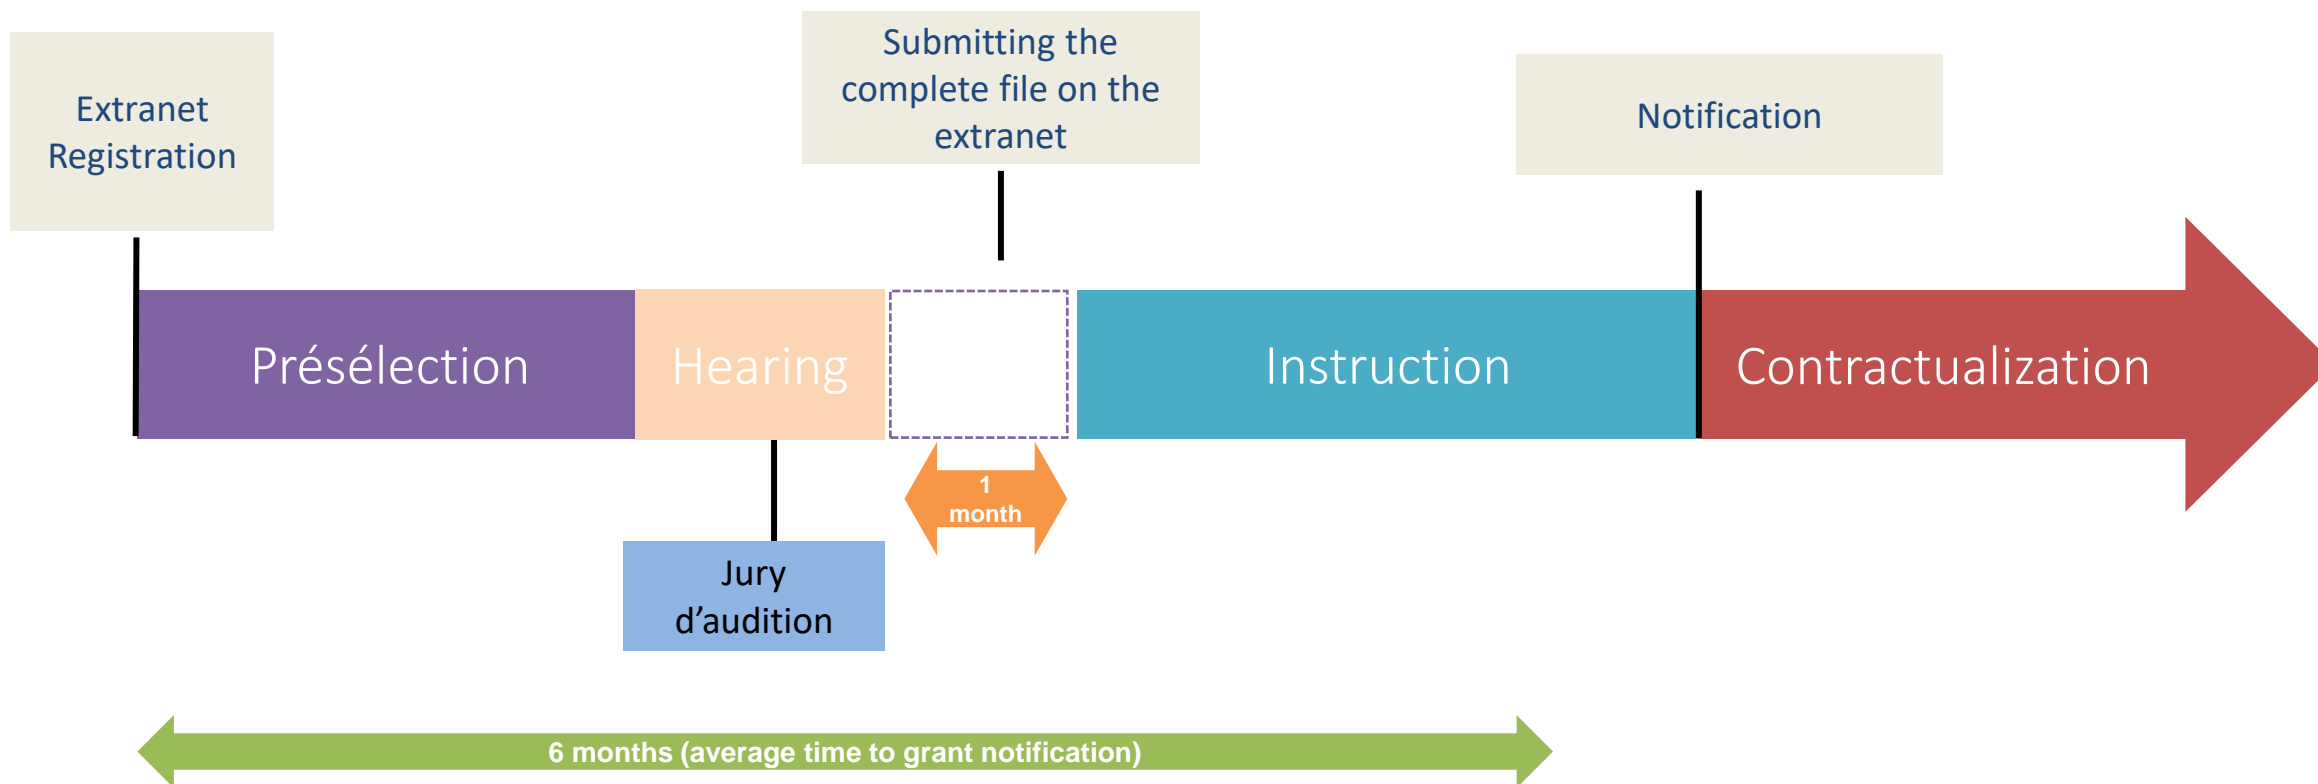 Extranet
Registration
Submitting the
complete file on the
extranet
Notification
Présélection
Hearing
Instruction
Contractualization
1
month
Jury
d’audition
6 months (average time to grant notification)